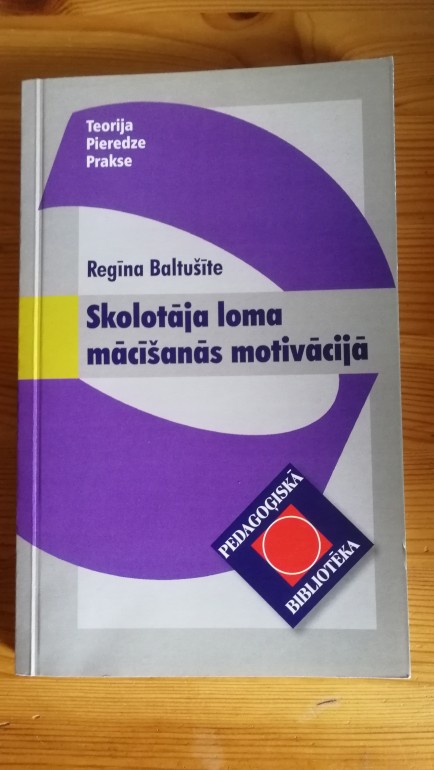 Teorija
Pieredze
Prakse
Regīna Baltušīte
Skolotāja loma
mācīšanās motivācijā
PEDAGOĢISKĀ
BIBLIOTĒKA